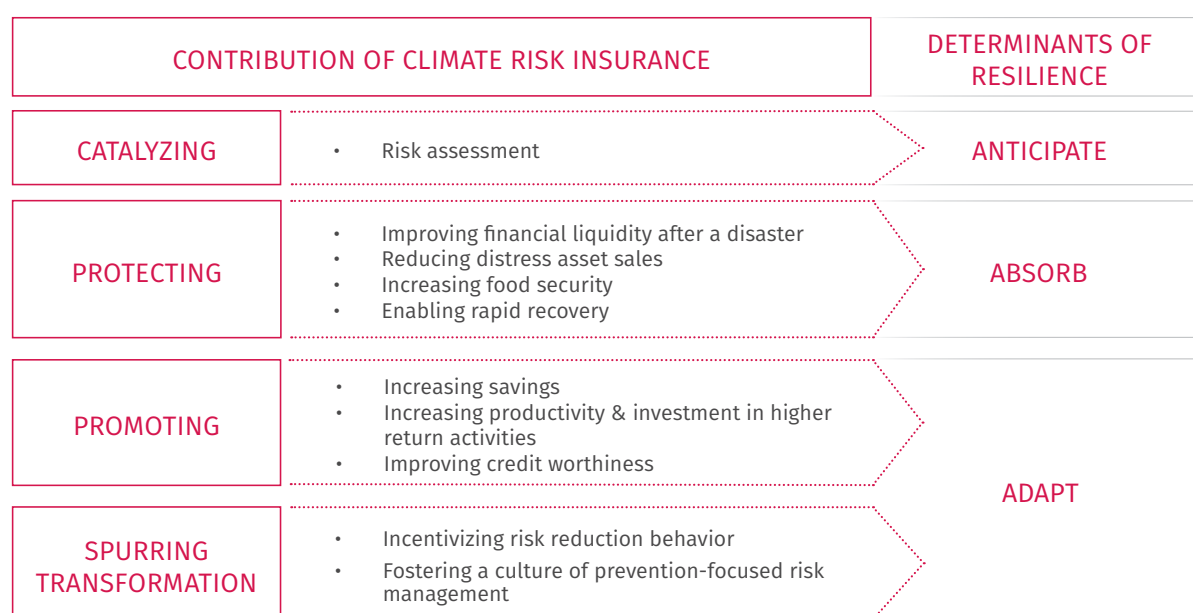 CONTRIBUTION OF CLIMATE RISK INSURANCE
DETERMINANTS OF
RESILIENCE
CATALYZING
• Risk assessment
ANTICIPATE
PROTECTING
• Improving financial liquidity after a disaster
• Reducing distress asset sales
• Increasing food security
• Enabling rapid recovery
ABSORB
PROMOTING
• Increasing savings
• Increasing productivity & investment in higher
return activities
• Improving credit worthiness
ADAPT
SPURRING
TRANSFORMATION
• Incentivizing risk reduction behavior
• Fostering a culture of prevention-focused risk
management